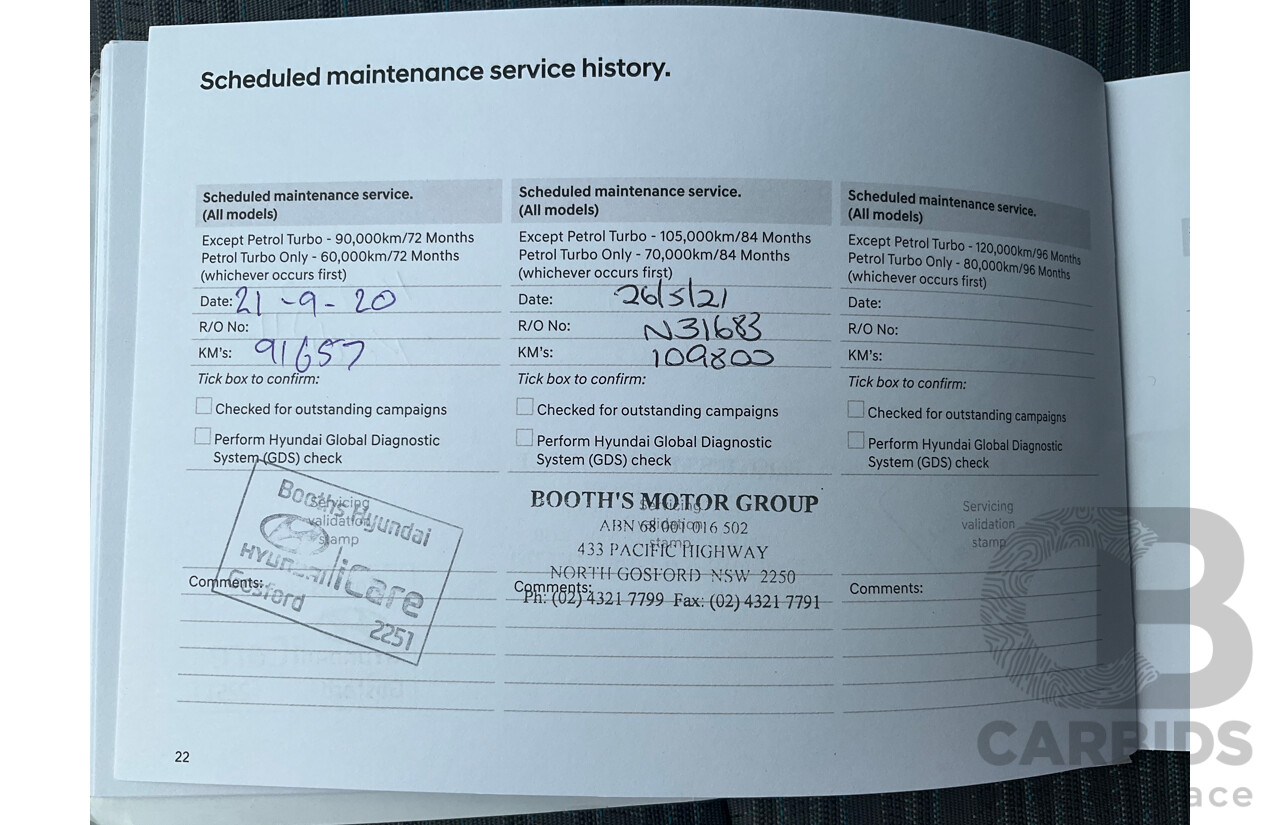 Scheduled maintenance service history.
Scheduled maintenance service.
(All models)
Except Petrol Turbo - 90,000km/72 Months
Petrol Turbo Only - 60,000km/72 Months
(whichever occurs first)
Date: 21-9-20
R/O No:
KM's: 91657
Tick box to confirm:
Checked for outstanding campaigns
Perform Hyundai Global Diagnostic
System (GDS) check
Servicing
validation
stamp
Booths Hyundai
HYUNDAI iCare
Gosford
2251
Comments:
Scheduled maintenance service.
(All models)
Except Petrol Turbo - 105,000km/84 Months
Petrol Turbo Only - 70,000km/84 Months
(whichever occurs first)
Date: 26/5/21
R/O No: N31683
KM's: 109800
Tick box to confirm:
Checked for outstanding campaigns
Perform Hyundai Global Diagnostic
System (GDS) check
Servicing
validation
stamp
BOOTH'S MOTOR GROUP
ABN 68 001 016 502
433 PACIFIC HIGHWAY
NORTH GOSFORD NSW 2250
Ph: (02) 4321 7799 Fax: (02) 4321 7791
Comments:
Scheduled maintenance service.
(All models)
Except Petrol Turbo - 120,000km/96 Months
Petrol Turbo Only - 80,000km/96 Months
(whichever occurs first)
Date:
R/O No:
KM's:
Tick box to confirm:
Checked for outstanding campaigns
Perform Hyundai Global Diagnostic
System (GDS) check
Servicing
validation
stamp
Comments:
22
CARBIDS
ace